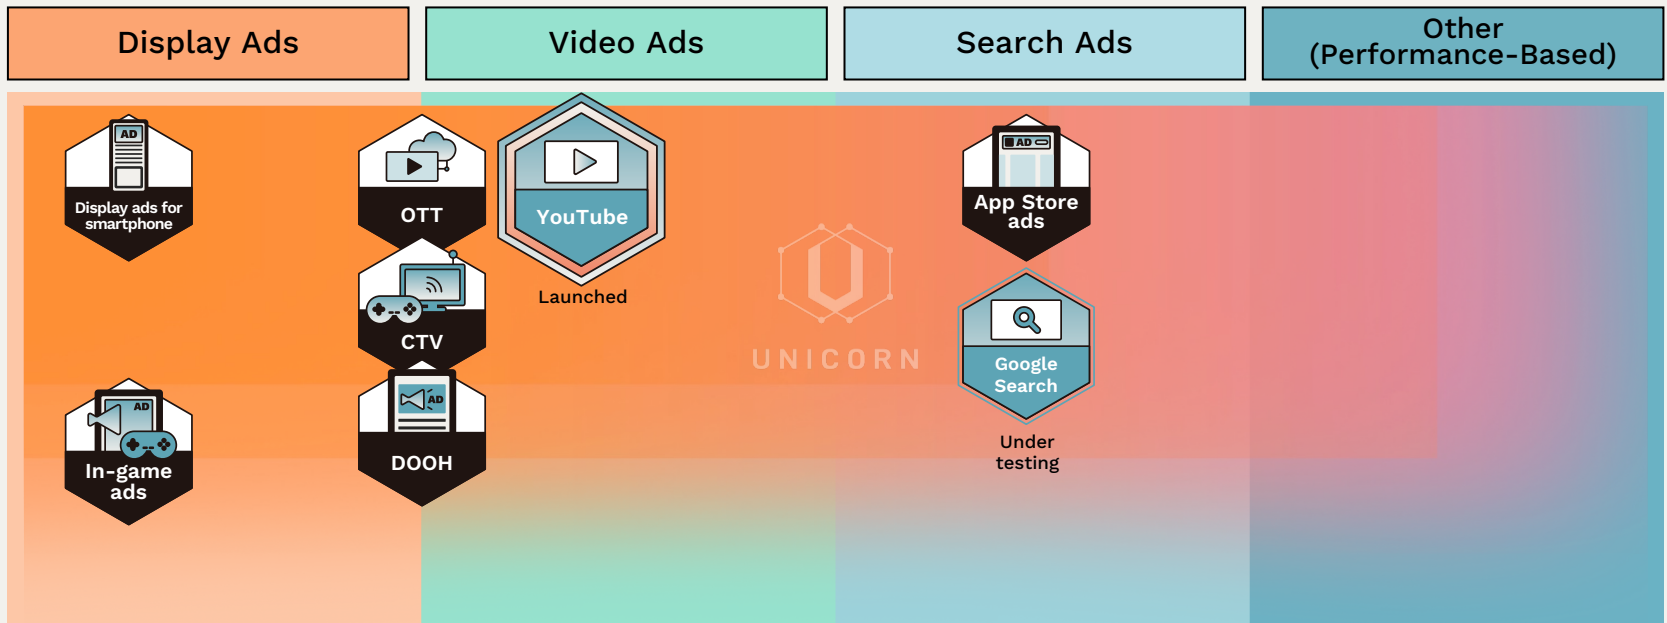 Display Ads
Video Ads
Search Ads
Other
(Performance-Based)
AD
Display ads for
smartphone
OTT
YouTube
Launched
AD
App Store
ads
CTV
UNICORN
Google
Search
Under
testing
AD
In-game
ads
AD
DOOH